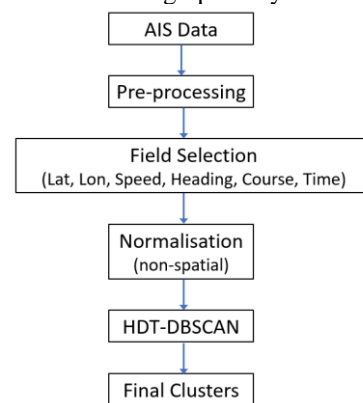 AIS Data
Pre-processing
Field Selection
(Lat, Lon, Speed, Heading, Course, Time)
Normalisation
(non-spatial)
HDT-DBSCAN
Final Clusters